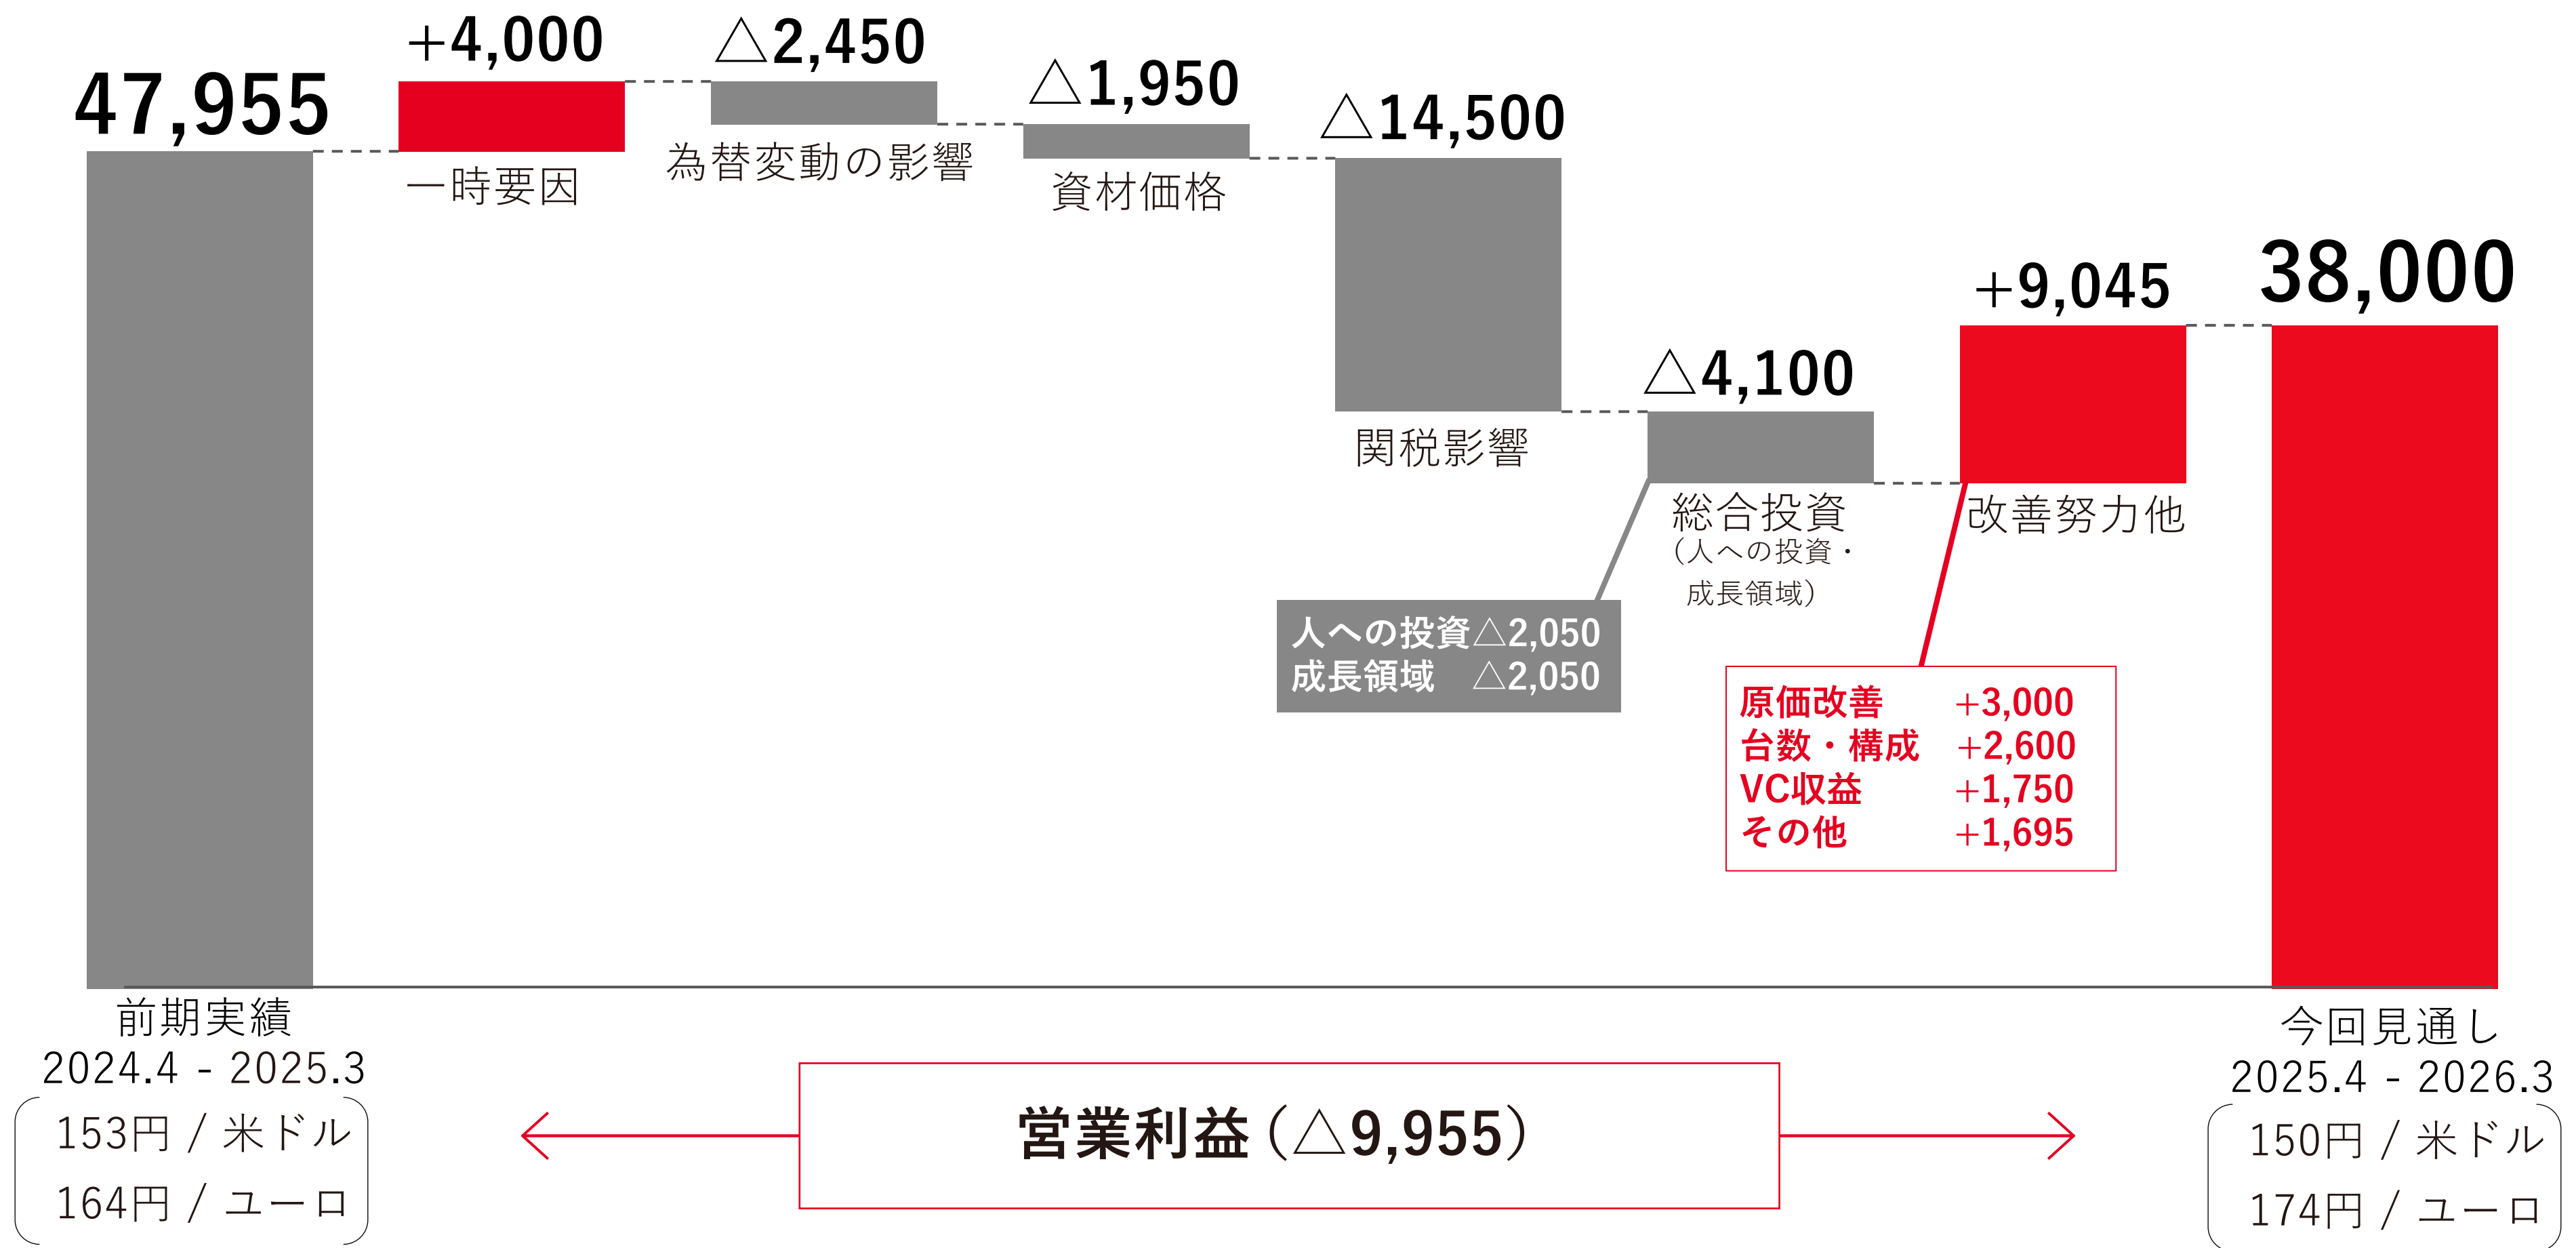 47,955
+4,000
△2,450
△1,950
△14,500
△4,100
+9,045
38,000
一時要因
為替変動の影響
資材価格
関税影響
総合投資
（人への投資・
成長領域）
改善努力他
人への投資△2,050
成長領域 △2,050
原価改善 +3,000
台数・構成 +2,600
VC収益 +1,750
その他 +1,695
前期実績
2024.4 - 2025.3
153円 / 米ドル
164円 / ユーロ
営業利益（△9,955）
今回見通し
2025.4 - 2026.3
150円 / 米ドル
174円 / ユーロ